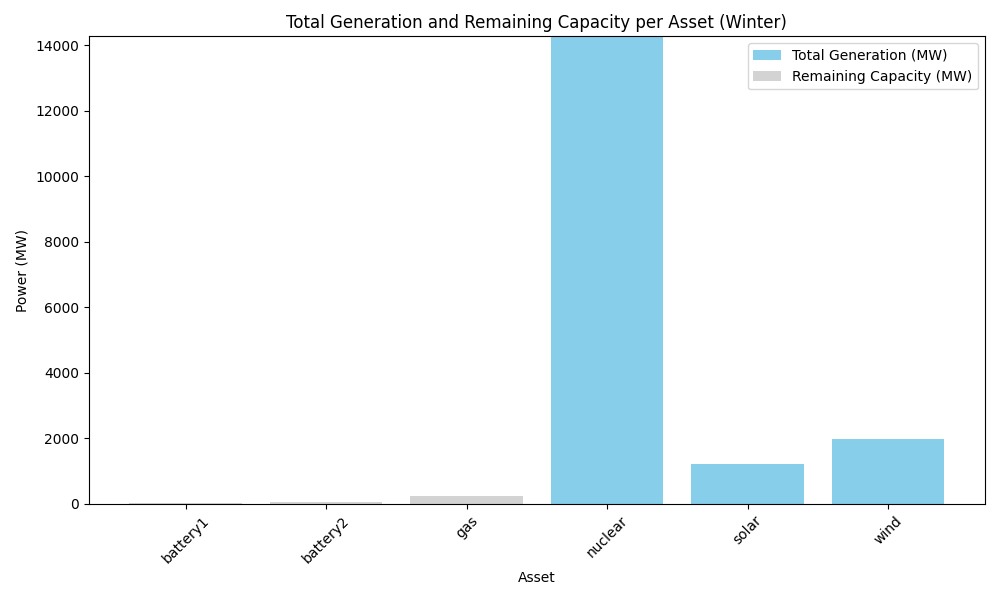 Total Generation and Remaining Capacity per Asset (Winter)
Total Generation (MW)
Remaining Capacity (MW)
Power (MW)
14000
12000
10000
8000
6000
4000
2000
0
battery1
battery2
gas
nuclear
solar
wind
Asset